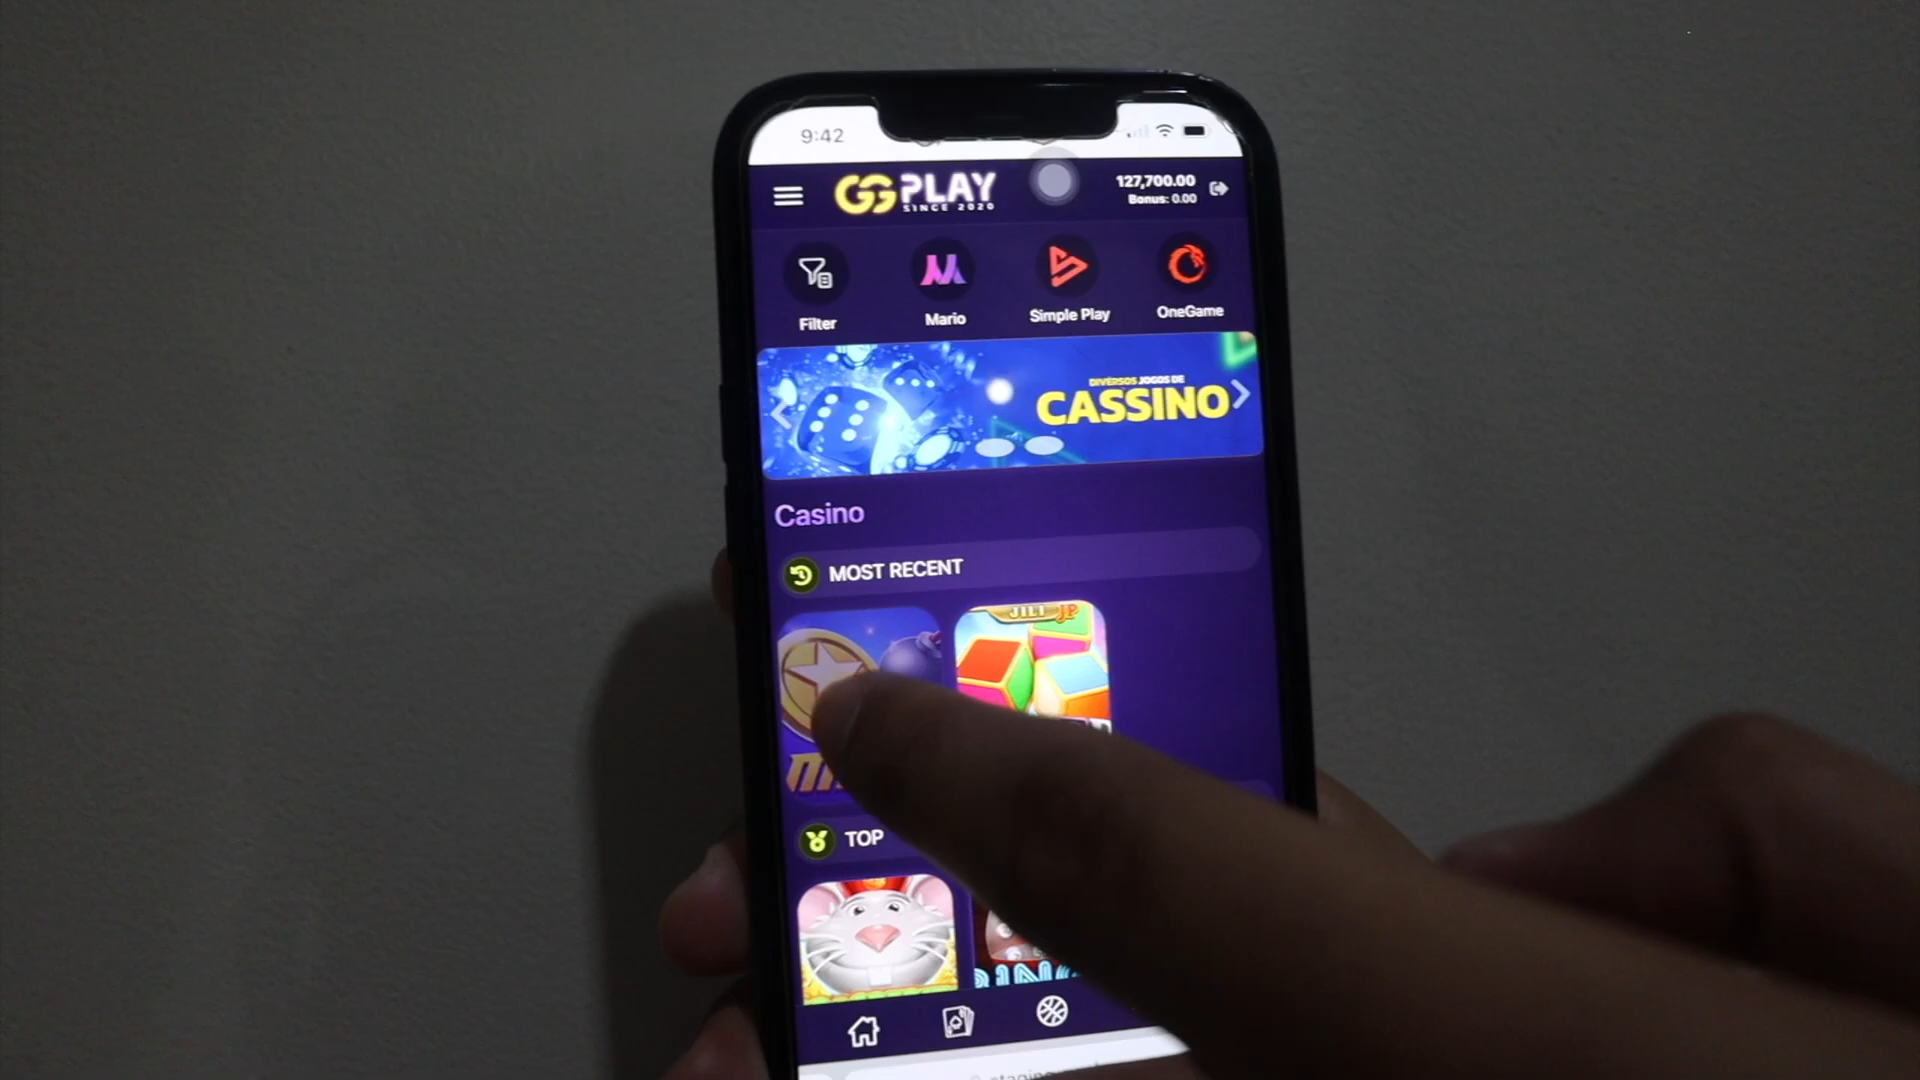 9:42
GGPLAY
SINCE 2020
127,700.00
Bonus: 0.00
Filter
Mario
Simple Play
OneGame
DIVERSOS JOGOS DE
CASSINO
Casino
MOST RECENT
JILI JP
TOP